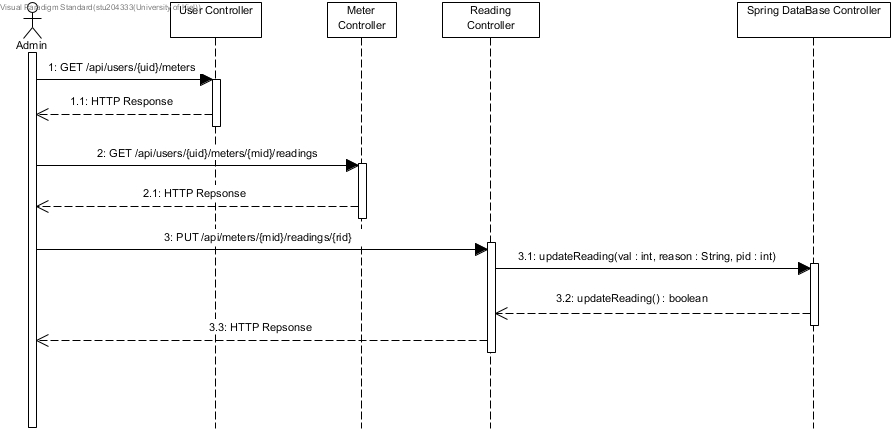 Visual Paradigm Standard(stu204333(University of
User Controller
Meter
Controller
Reading
Controller
Spring DataBase Controller
Admin
1: GET /api/users/{uid}/meters
1.1: HTTP Response
2: GET /api/users/{uid}/meters/{mid}/readings
2.1: HTTP Repsonse
3: PUT /api/meters/{mid}/readings/{rid}
3.1: updateReading(val : int, reason : String, pid : int)
3.2: updateReading() : boolean
3.3: HTTP Repsonse